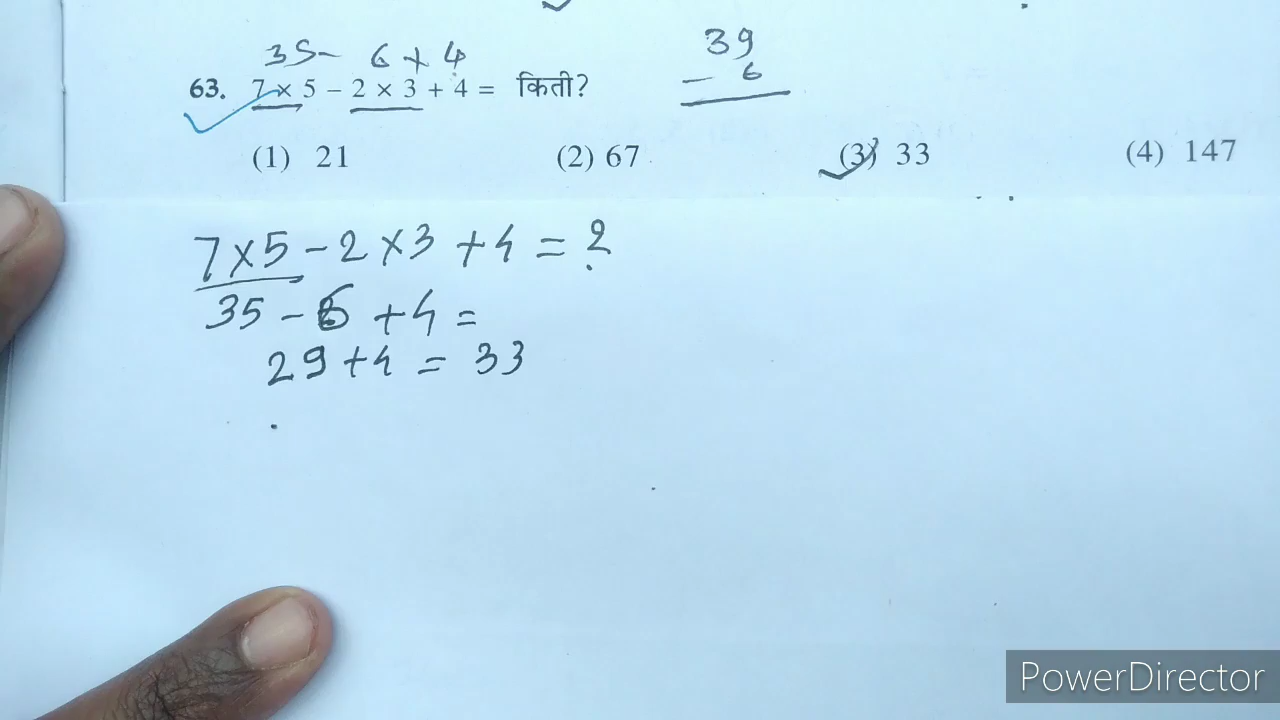 35 - 6 + 4
39
- 6
63. 7 × 5 – 2 × 3 + 4 = किती?
(1) 21 (2) 67 (3) 33 (4) 147
7×5-2×3+4=?
35-6+4=
29+4=33
PowerDirector